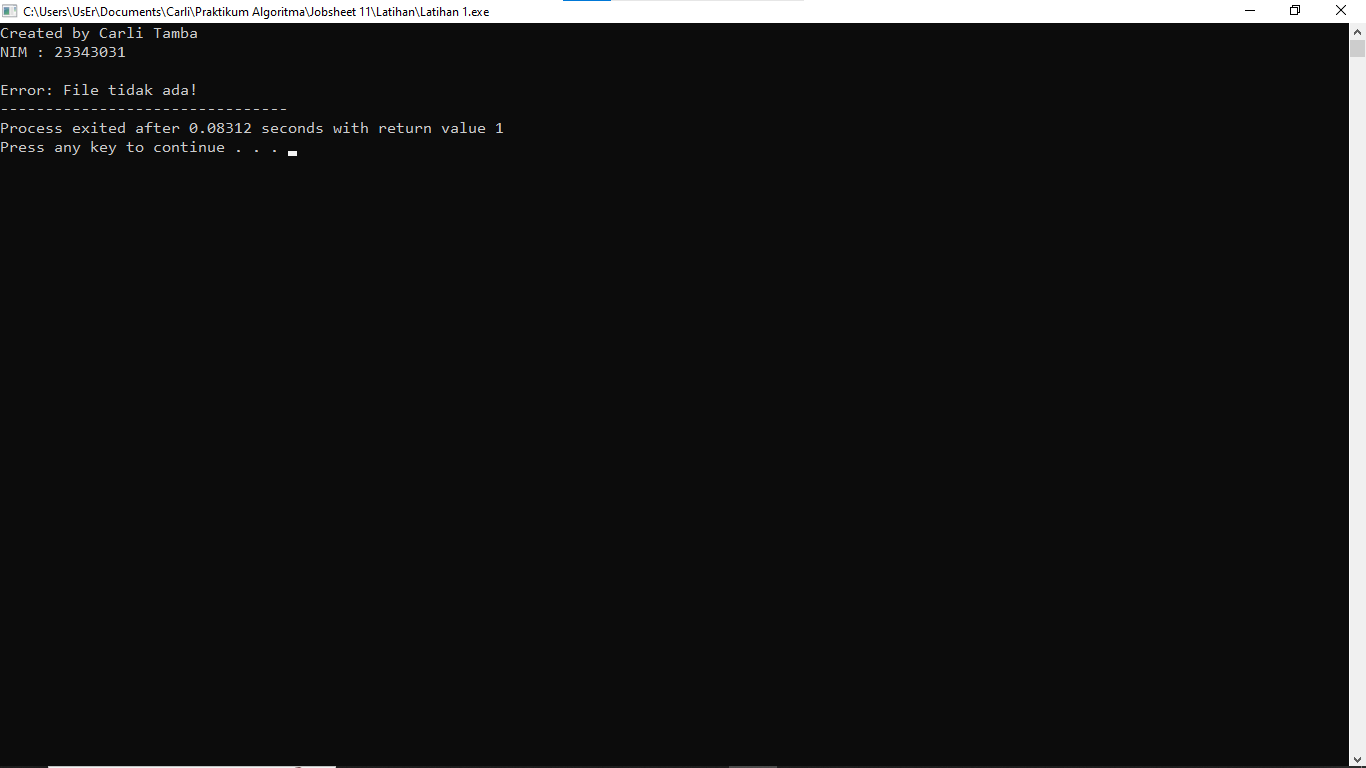 C:\Users\UsEr\Documents\Carli\Praktikum Algoritma\Jobsheet 11\Latihan\Latihan 1.exe
Created by Carli Tamba
NIM : 23343031
Error: File tidak ada!
--------------------------------
Process exited after 0.08312 seconds with return value 1
Press any key to continue . . .